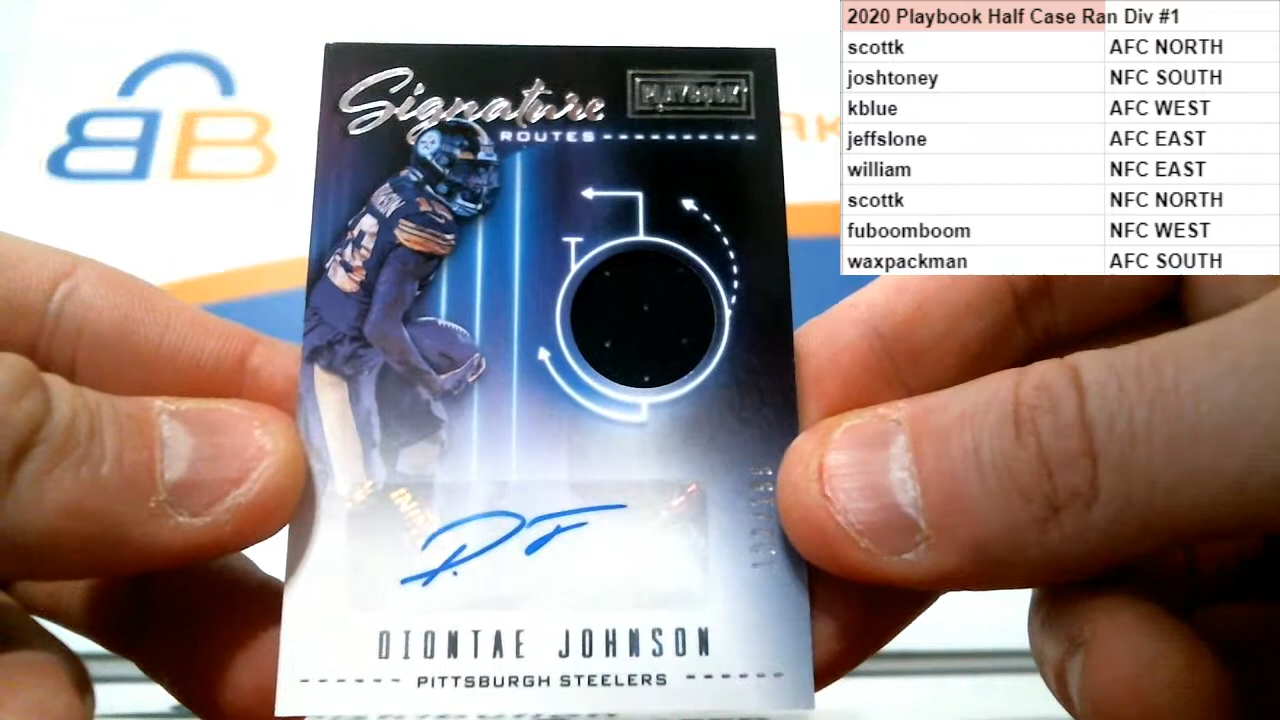 2020 Playbook Half Case Ran Div #1
scottk AFC NORTH
joshtoney NFC SOUTH
kblue AFC WEST
jeffslone AFC EAST
william NFC EAST
scottk NFC NORTH
fuboomboom NFC WEST
waxpackman AFC SOUTH
BB
Signature
ROUTES
PLAYBOOK
DIONTAE JOHNSON
PITTSBURGH STEELERS